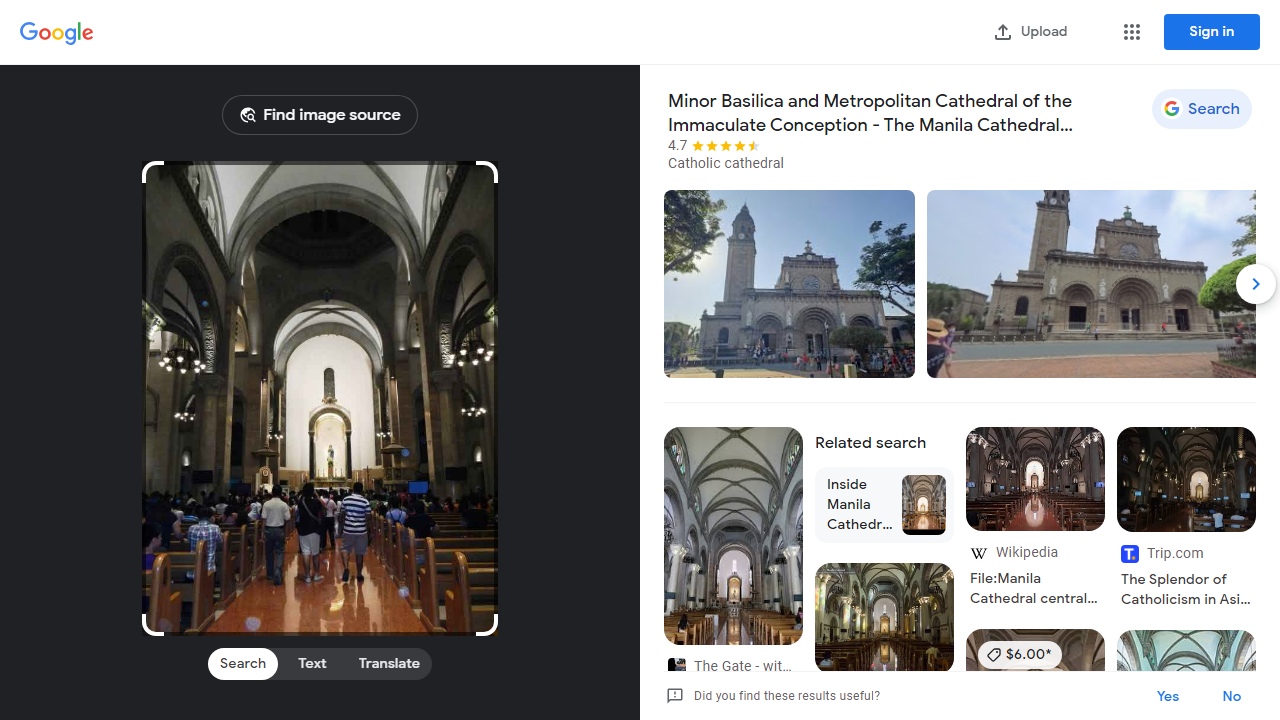 Google
Upload
Sign in
Find image source
Search
Text
Translate
Minor Basilica and Metropolitan Cathedral of the
Immaculate Conception - The Manila Cathedral...
4.7
Catholic cathedral
Search
The Gate - wit...
Related search
Inside
Manila
Cathedr...
W Wikipedia
File:Manila
Cathedral central...
$6.00*
T. Trip.com
The Splendor of
Catholicism in Asi...
Did you find these results useful?
Yes
No